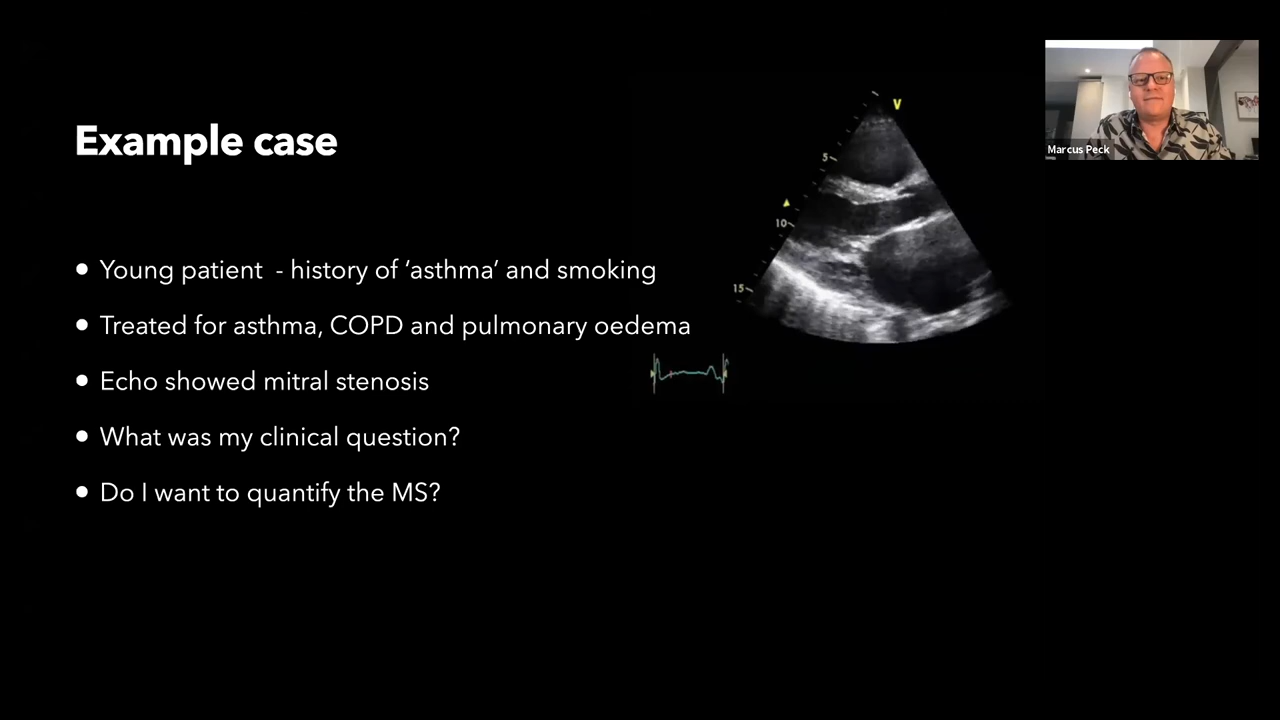 Example case
Young patient  - history of ‘asthma’ and smoking
Treated for asthma, COPD and pulmonary oedema
Echo showed mitral stenosis
What was my clinical question?
Do I want to quantify the MS?
V
5
10
15
Marcus Peck